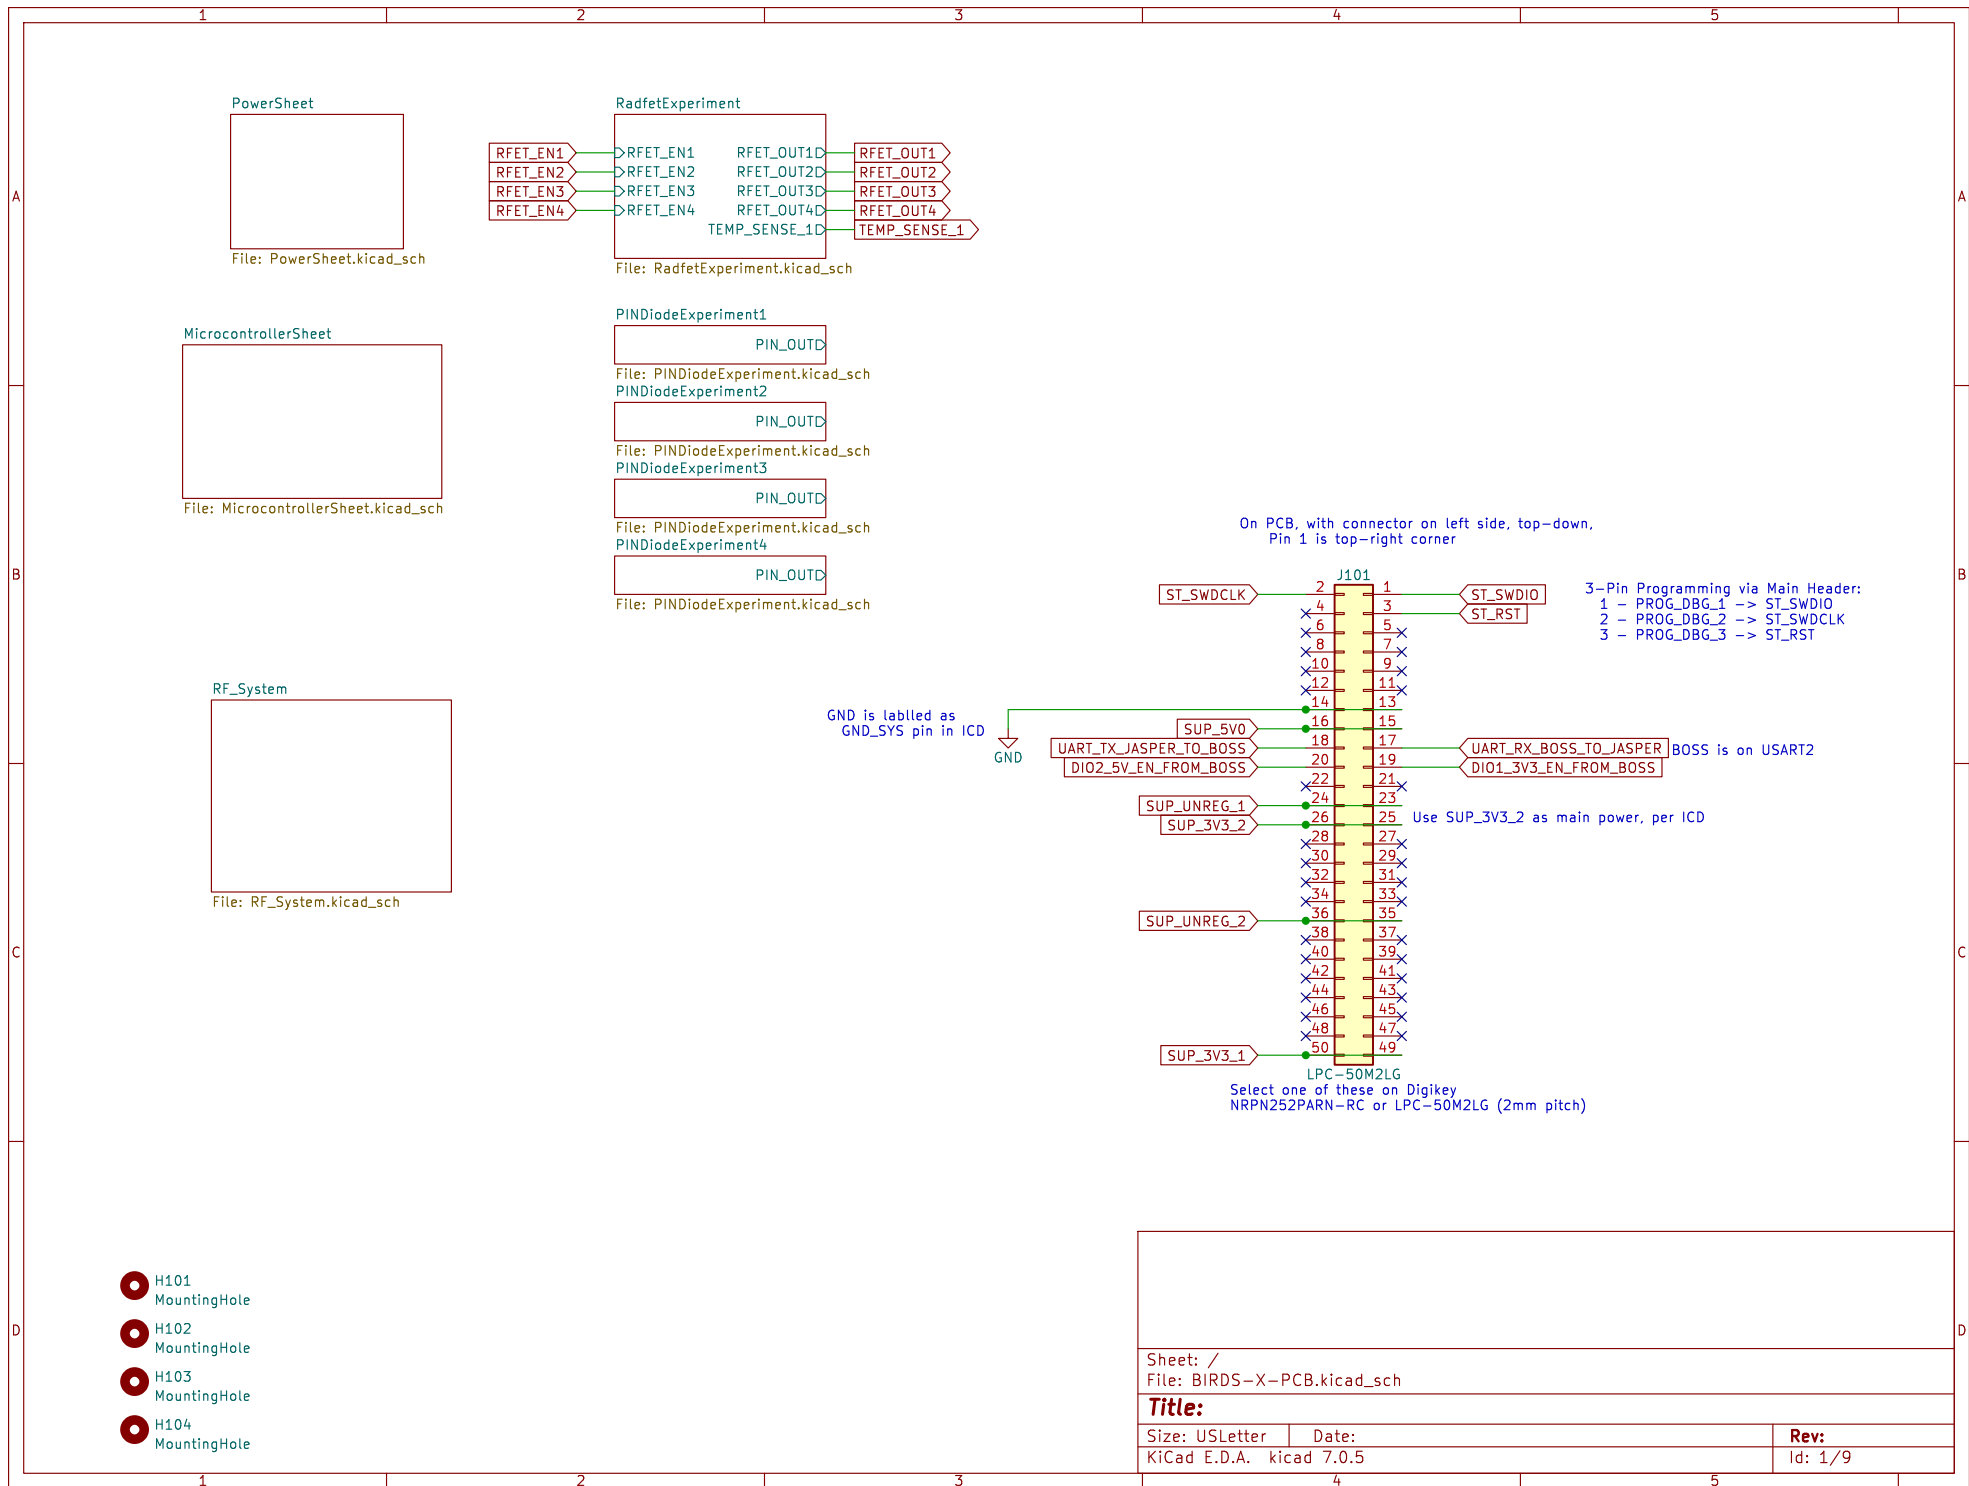 1 2 3 4 5
A A
B B
C C
D D
PowerSheet
File: PowerSheet.kicad_sch
RadfetExperiment
RFET_EN1 RFET_EN1 RFET_OUT1 RFET_OUT1
RFET_EN2 RFET_EN2 RFET_OUT2 RFET_OUT2
RFET_EN3 RFET_EN3 RFET_OUT3 RFET_OUT3
RFET_EN4 RFET_EN4 RFET_OUT4 RFET_OUT4
TEMP_SENSE_1 TEMP_SENSE_1
File: RadfetExperiment.kicad_sch
MicrocontrollerSheet
File: MicrocontrollerSheet.kicad_sch
PINDiodeExperiment1
PIN_OUT
File: PINDiodeExperiment.kicad_sch
PINDiodeExperiment2
PIN_OUT
File: PINDiodeExperiment.kicad_sch
PINDiodeExperiment3
PIN_OUT
File: PINDiodeExperiment.kicad_sch
PINDiodeExperiment4
PIN_OUT
File: PINDiodeExperiment.kicad_sch
RF_System
File: RF_System.kicad_sch
On PCB, with connector on left side, top-down,
Pin 1 is top-right corner
J101
ST_SWDCLK 2 1 ST_SWDIO
4 3 ST_RST
6 5
8 7
10 9
12 11
14 13
SUP_5V0 16 15
UART_TX_JASPER_TO_BOSS 18 17 UART_RX_BOSS_TO_JASPER
DIO2_5V_EN_FROM_BOSS 20 19 DIO1_3V3_EN_FROM_BOSS
22 21
SUP_UNREG_1 24 23
SUP_3V3_2 26 25
28 27
30 29
32 31
34 33
SUP_UNREG_2 36 35
38 37
40 39
42 41
44 43
46 45
48 47
SUP_3V3_1 50 49
LPC-50M2LG
3-Pin Programming via Main Header:
1 - PROG_DBG_1 -> ST_SWDIO
2 - PROG_DBG_2 -> ST_SWDCLK
3 - PROG_DBG_3 -> ST_RST
GND is lablled as
GND_SYS pin in ICD
GND
BOSS is on USART2
Use SUP_3V3_2 as main power, per ICD
Select one of these on Digikey
NRPN252PARN-RC or LPC-50M2LG (2mm pitch)
H101
MountingHole
H102
MountingHole
H103
MountingHole
H104
MountingHole
Sheet: /
File: BIRDS-X-PCB.kicad_sch
Title:
Size: USLetter Date: Rev:
KiCad E.D.A. kicad 7.0.5 Id: 1/9
1 2 3 4 5